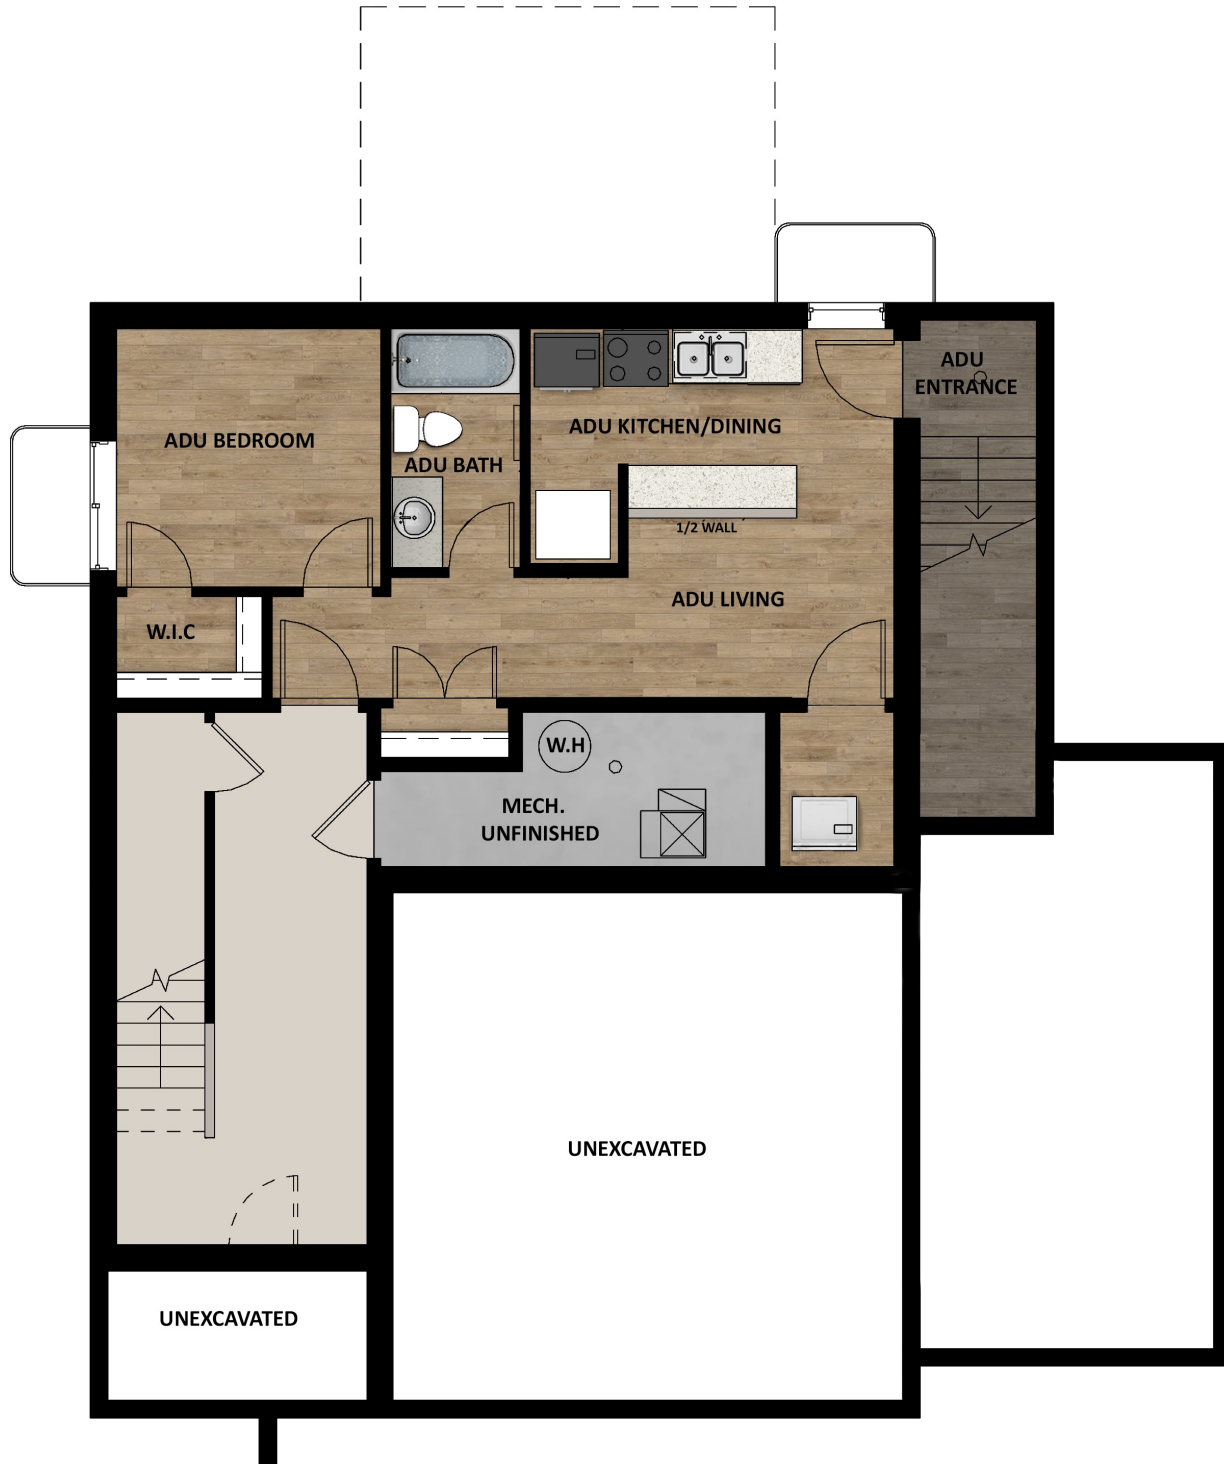 ADU
ENTRANCE
ADU KITCHEN/DINING
ADU BEDROOM
ADU BATH
1/2 WALL
ADU LIVING
W.I.C
W.H
MECH.
UNFINISHED
UNEXCAVATED
UNEXCAVATED